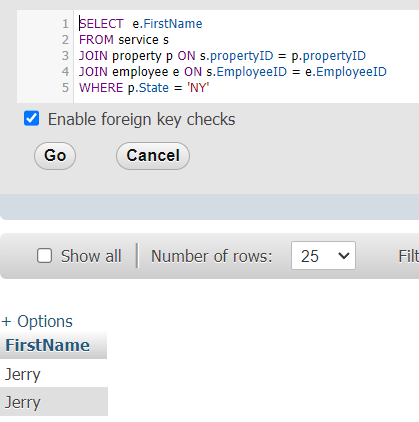 1 SELECT e.FirstName
2 FROM service s
3 JOIN property p ON s.propertyID = p.propertyID
4 JOIN employee e ON s.EmployeeID = e.EmployeeID
5 WHERE p.State = 'NY'
Enable foreign key checks
Go Cancel
Show all Number of rows: 25 Filt
+ Options
FirstName
Jerry
Jerry